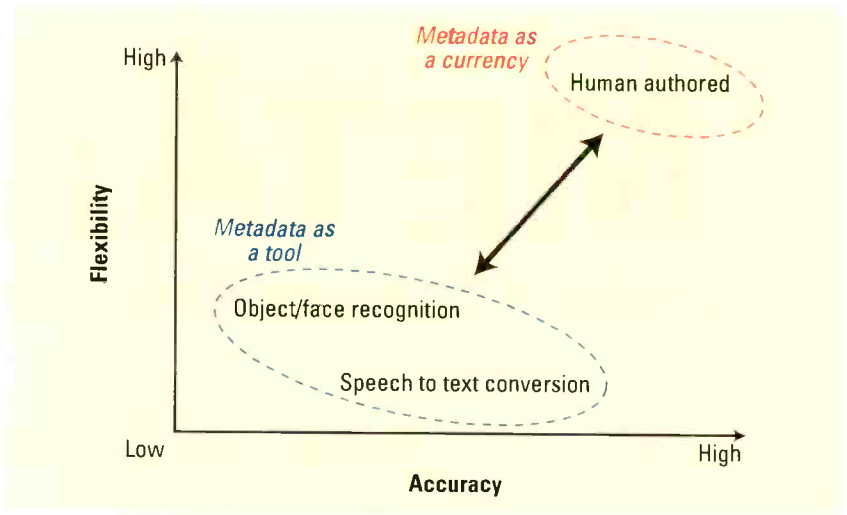 Metadata as
a currency
High
Human authored
Flexibility
Metadata as
a tool
Object/face recognition
Speech to text conversion
Low
High
Accuracy